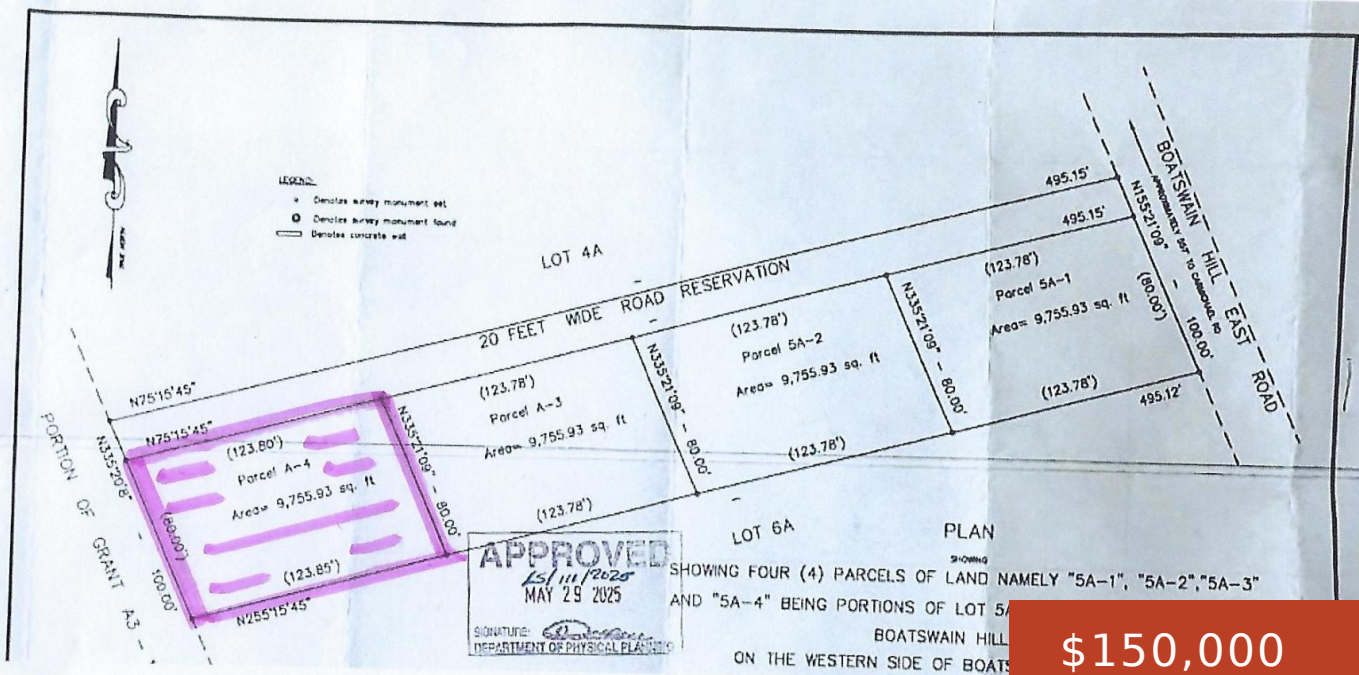 LEGEND:
Denotes survey monument set
Denotes survey monument found
Denotes concrete wall
LOT 4A
20 FEET WIDE ROAD RESERVATION
495.15'
495.15'
BOATSWAIN HILL EAST ROAD
N155°21'09" - 100.00'
(80.00')
(123.78')
Parcel 5A-1
Area= 9,755.93 sq. ft
(123.78')
495.12'
N335°21'09" - 80.00'
(123.78')
Parcel 5A-2
Area= 9,755.93 sq. ft
(123.78')
N335°21'09" - 80.00'
(123.78')
Parcel A-3
Area= 9,755.93 sq. ft
(123.78')
N335°21'09" - 80.00'
N75°15'45"
N75°15'45"
(123.80')
Parcel A-4
Area= 9,755.93 sq. ft
(123.85')
N255°15'45"
N335°20'8" - 100.00'
(80.00')
PORTION OF GRANT A3
LOT 6A
APPROVED
LS/111/2025
MAY 29 2025
SIGNATURE:
DEPARTMENT OF PHYSICAL PLANNING
PLAN
SHOWING
SHOWING FOUR (4) PARCELS OF LAND NAMELY "5A-1", "5A-2","5A-3"
AND "5A-4" BEING PORTIONS OF LOT 5A
BOATSWAIN HILL
ON THE WESTERN SIDE OF BOATS
$150,000